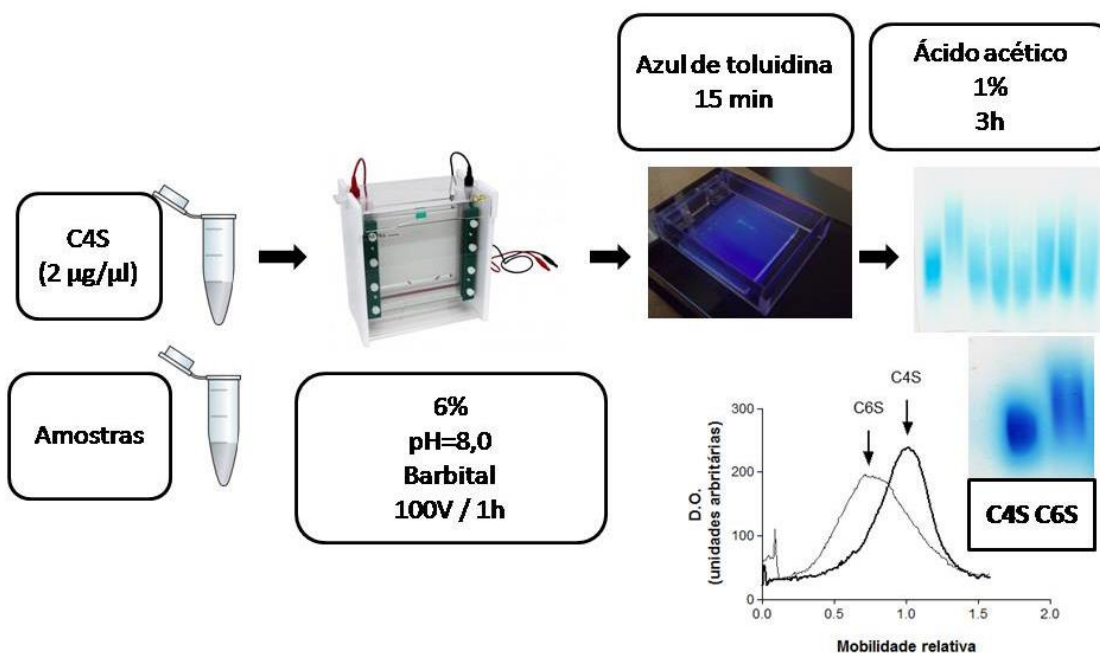 Azul de toluidina
15 min
Ácido acético
1%
3h
C4S
(2 µg/µl)
Amostras
6%
pH=8,0
Barbital
100V / 1h
C4S
C6S
300
200
100
0
D.O.
(unidades arbritárias)
0.0 0.5 1.0 1.5 2.0
Mobilidade relativa
C4S C6S